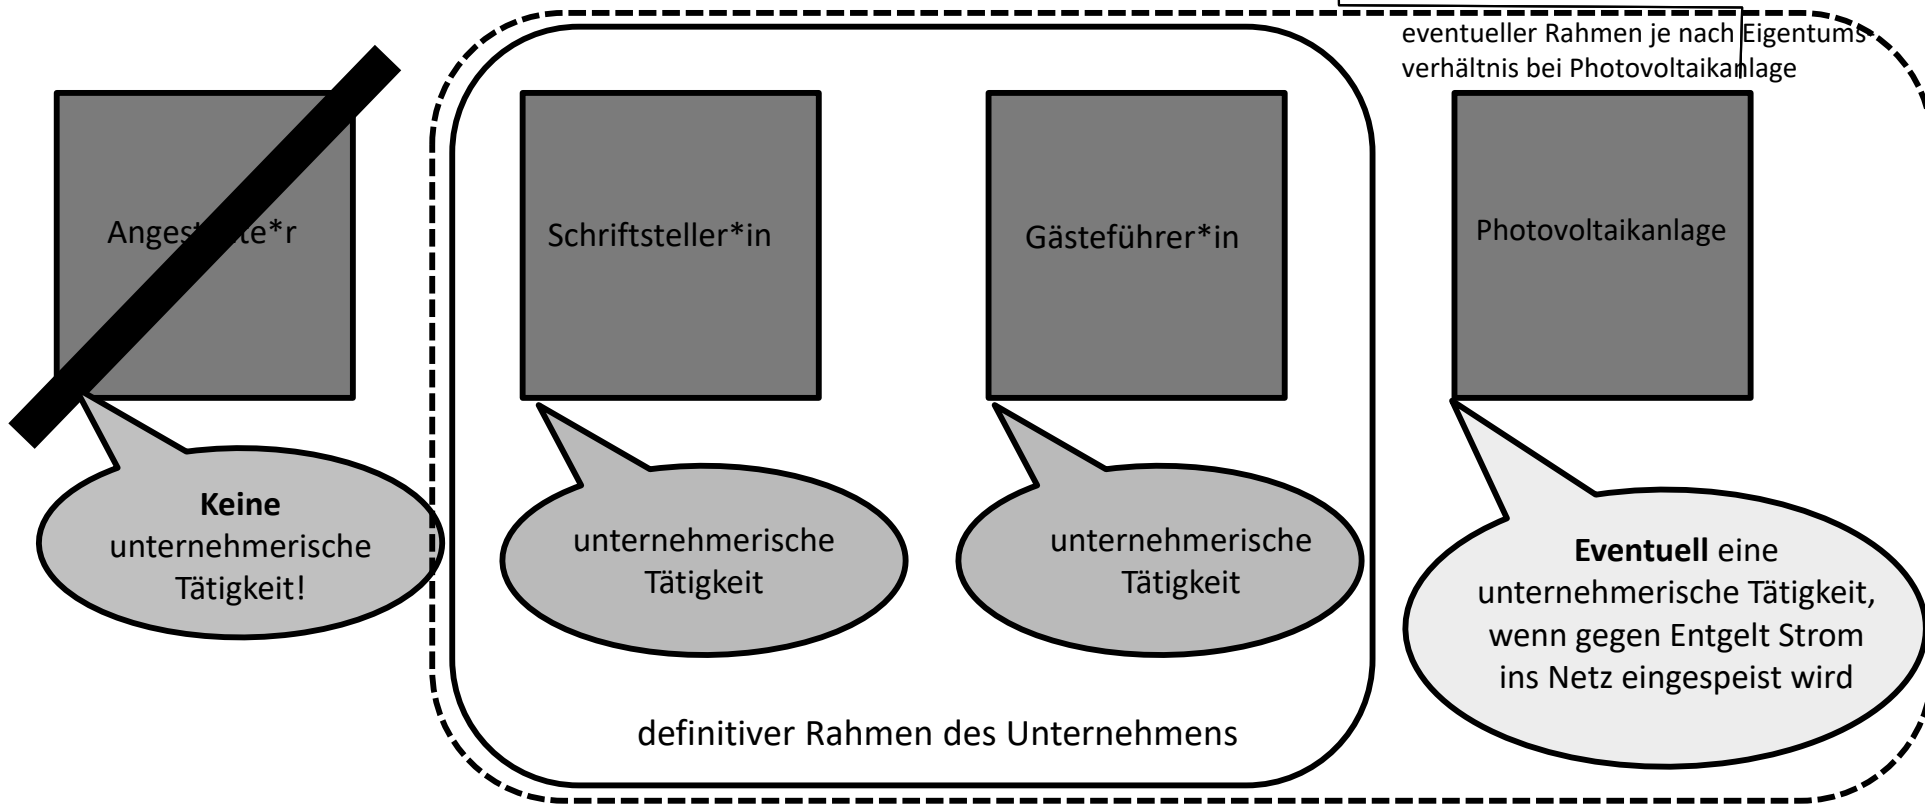 eventueller Rahmen je nach Eigentums-
verhältnis bei Photovoltaikanlage
Schriftsteller*in
Gästeführer*in
Photovoltaikanlage
Keine
unternehmerische
Tätigkeit!
unternehmerische
Tätigkeit
unternehmerische
Tätigkeit
Eventuell eine
unternehmerische Tätigkeit,
wenn gegen Entgelt Strom
ins Netz eingespeist wird
definitiver Rahmen des Unternehmens